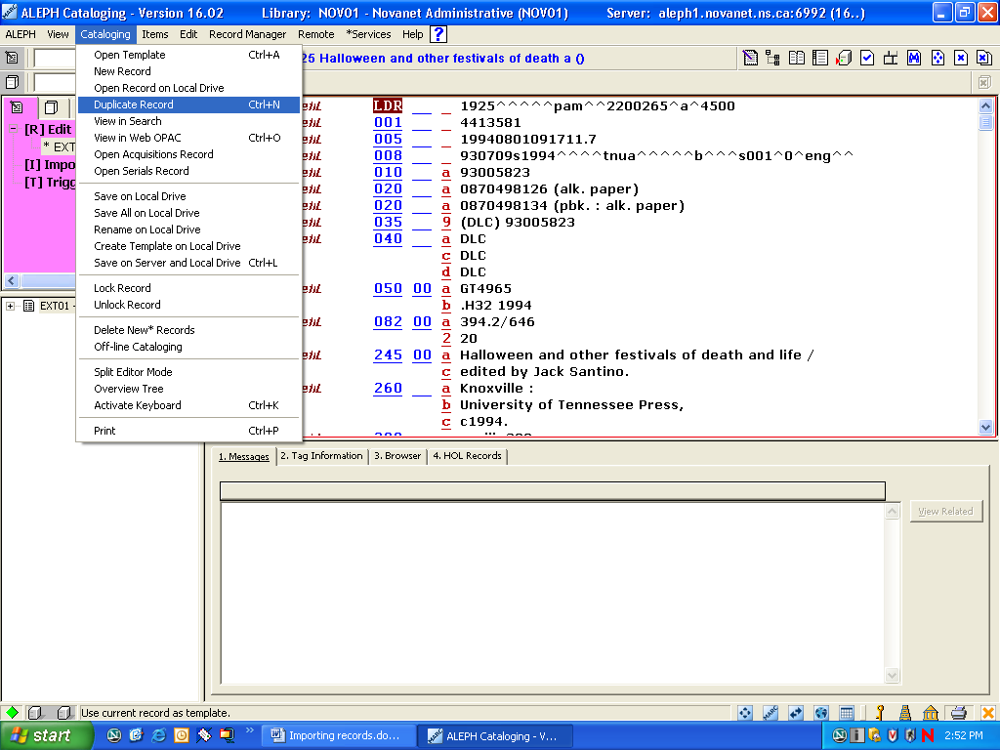 ALEPH Cataloging - Version 16.02 Library: NOV01 - Novanet Administrative (NOV01) Server: aleph1.novanet.ns.ca:6992 (16..)
ALEPH View Cataloging Items Edit Record Manager Remote *Services Help ?
25 Halloween and other festivals of death a ()
Open Template Ctrl+A
New Record
Open Record on Local Drive
Duplicate Record Ctrl+N
View in Search
View in Web OPAC Ctrl+O
Open Acquisitions Record
Open Serials Record
Save on Local Drive
Save All on Local Drive
Rename on Local Drive
Create Template on Local Drive
Save on Server and Local Drive Ctrl+L
Lock Record
Unlock Record
Delete New* Records
Off-line Cataloging
Split Editor Mode
Overview Tree
Activate Keyboard Ctrl+K
Print Ctrl+P
[R] Edit
* EXT
[I] Impo
[T] Trigg
EXT01 -
LDR 1925^^^^^pam^^2200265^a^4500
001 4413581
005 19940801091711.7
008 930709s1994^^^^tnua^^^^^b^^^s001^0^eng^^
010 a 93005823
020 a 0870498126 (alk. paper)
020 a 0870498134 (pbk. : alk. paper)
035 9 (DLC) 93005823
040 a DLC
c DLC
d DLC
050 00 a GT4965
b .H32 1994
082 00 a 394.2/646
2 20
245 00 a Halloween and other festivals of death and life /
c edited by Jack Santino.
260 a Knoxville :
b University of Tennessee Press,
c c1994.
1. Messages 2. Tag Information 3. Browser 4. HOL Records
View Related
Use current record as template.
start Importing records.do... ALEPH Cataloging - V... 2:52 PM